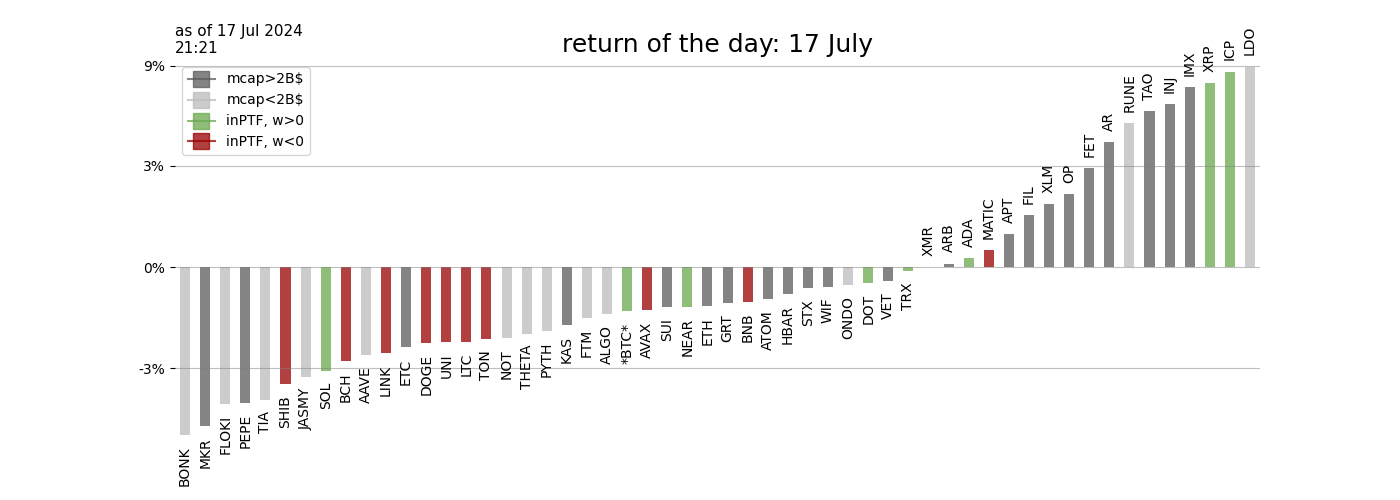 as of 17 Jul 2024
21:21
return of the day: 17 July
9%
3%
0%
-3%
mcap>2B$
mcap<2B$
inPTF, w>0
inPTF, w<0
BONK
MKR
FLOKI
PEPE
TIA
SHIB
JASMY
SOL
BCH
AAVE
LINK
ETC
DOGE
UNI
LTC
TON
NOT
THETA
PYTH
KAS
FTM
ALGO
*BTC*
AVAX
SUI
NEAR
ETH
GRT
BNB
ATOM
HBAR
STX
WIF
ONDO
DOT
VET
TRX
XMR
ARB
ADA
MATIC
APT
FIL
XLM
OP
FET
AR
RUNE
TAO
INJ
IMX
XRP
ICP
LDO